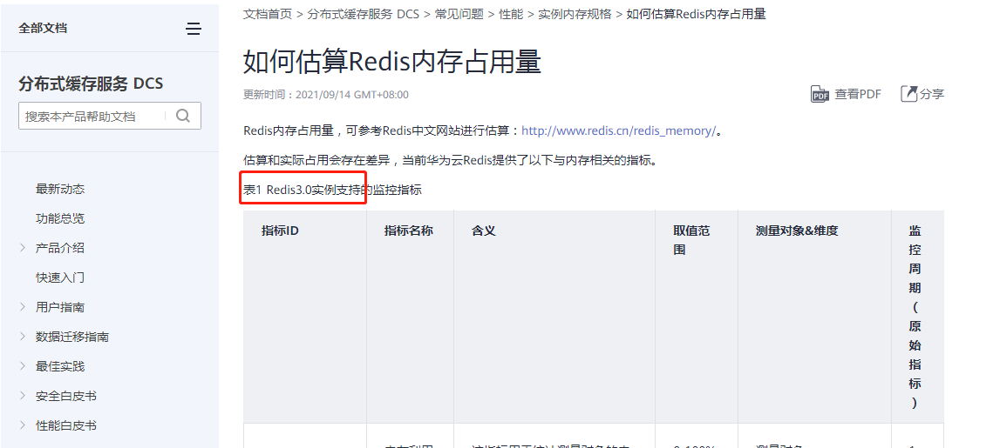 全部文档
分布式缓存服务 DCS
搜索本产品帮助文档
最新动态
功能总览
产品介绍
快速入门
用户指南
数据迁移指南
最佳实践
安全白皮书
性能白皮书
文档首页 > 分布式缓存服务 DCS > 常见问题 > 性能 > 实例内存规格 > 如何估算Redis内存占用量
如何估算Redis内存占用量
更新时间：2021/09/14 GMT+08:00
PDF 查看PDF 分享
Redis内存占用量，可参考Redis中文网站进行估算：http://www.redis.cn/redis_memory/。
估算和实际占用会存在差异，当前华为云Redis提供了以下与内存相关的指标。
表1 Redis3.0实例支持的监控指标
指标ID 指标名称 含义 取值范 测量对象&维度 监
围 控
周
期
（
原
始
指
标
）